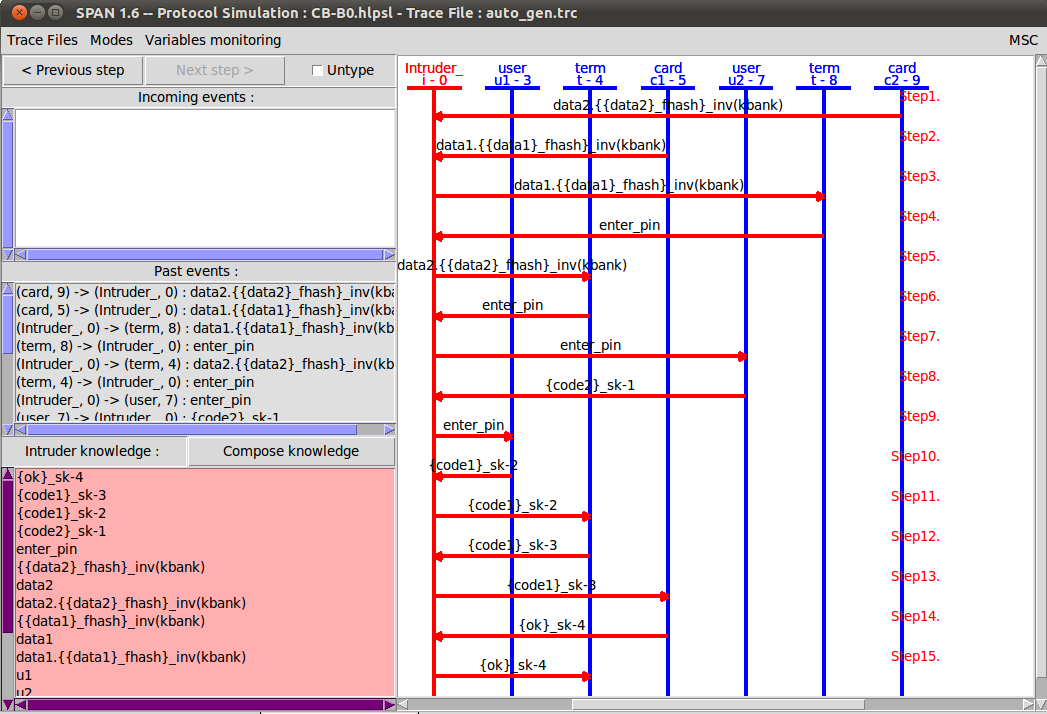 SPAN 1.6 -- Protocol Simulation : CB-B0.hlpsl - Trace File : auto_gen.trc
Trace Files Modes Variables monitoring MSC
< Previous step Next step > Untype
Incoming events :
Past events :
(card, 9) -> (Intruder_, 0) : data2.{{data2}_fhash}_inv(kba
(card, 5) -> (Intruder_, 0) : data1.{{data1}_fhash}_inv(kba
(Intruder_, 0) -> (term, 8) : data1.{{data1}_fhash}_inv(kb
(term, 8) -> (Intruder_, 0) : enter_pin
(Intruder_, 0) -> (term, 4) : data2.{{data2}_fhash}_inv(kb
(term, 4) -> (Intruder_, 0) : enter_pin
(Intruder_, 0) -> (user, 7) : enter_pin
(user, 7) -> (Intruder_, 0) : {code2}_sk-1
Intruder knowledge : Compose knowledge
{ok}_sk-4
{code1}_sk-3
{code1}_sk-2
{code2}_sk-1
enter_pin
{{data2}_fhash}_inv(kbank)
data2
data2.{{data2}_fhash}_inv(kbank)
{{data1}_fhash}_inv(kbank)
data1
data1.{{data1}_fhash}_inv(kbank)
u1
u2
Intruder_ user term card user term card
i - 0 u1 - 3 t - 4 c1 - 5 u2 - 7 t - 8 c2 - 9
Step1.
data2.{{data2}_fhash}_inv(kbank)
Step2.
data1.{{data1}_fhash}_inv(kbank)
Step3.
data1.{{data1}_fhash}_inv(kbank)
Step4.
enter_pin
Step5.
data2.{{data2}_fhash}_inv(kbank)
Step6.
enter_pin
Step7.
enter_pin
Step8.
{code2}_sk-1
Step9.
enter_pin
Step10.
{code1}_sk-2
Step11.
{code1}_sk-2
Step12.
{code1}_sk-3
Step13.
{code1}_sk-3
Step14.
{ok}_sk-4
Step15.
{ok}_sk-4